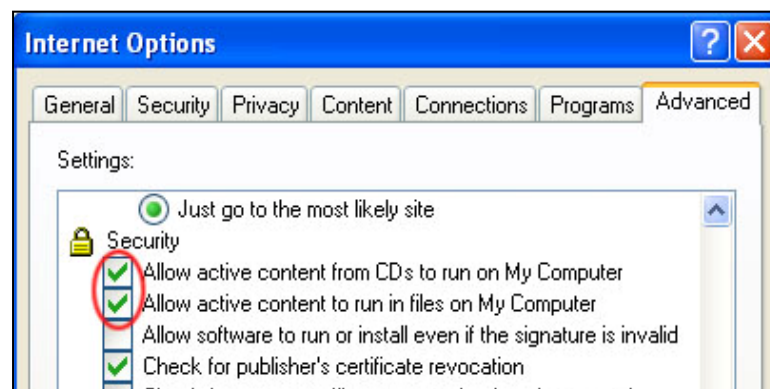 Internet Options
General Security Privacy Content Connections Programs Advanced
Settings:
Just go to the most likely site
Security
Allow active content from CDs to run on My Computer
Allow active content to run in files on My Computer
Allow software to run or install even if the signature is invalid
Check for publisher's certificate revocation